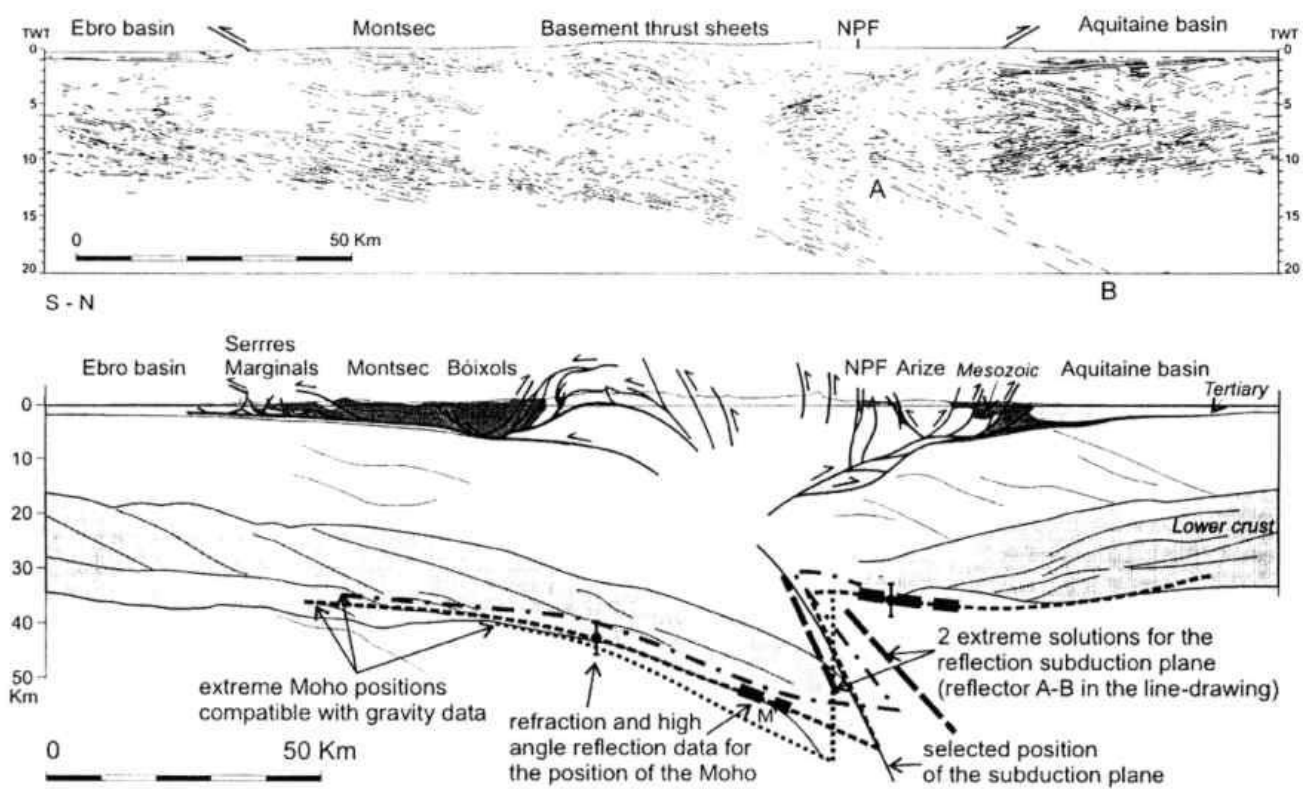 Ebro basin Montsec Basement thrust sheets NPF Aquitaine basin
TWT TWT
0 0
5 5
10 10
A
15 15
0 50 Km
20 20
B
S - N
Serrres
Ebro basin Marginals Montsec Bóixols NPF Arize Mesozoic Aquitaine basin
Tertiary
0
10
20
Lower crust
30
40
2 extreme solutions for the
reflection subduction plane
(reflector A-B in the line-drawing)
50
Km
extreme Moho positions
compatible with gravity data
M
refraction and high
angle reflection data for
the position of the Moho
selected position
of the subduction plane
0 50 Km